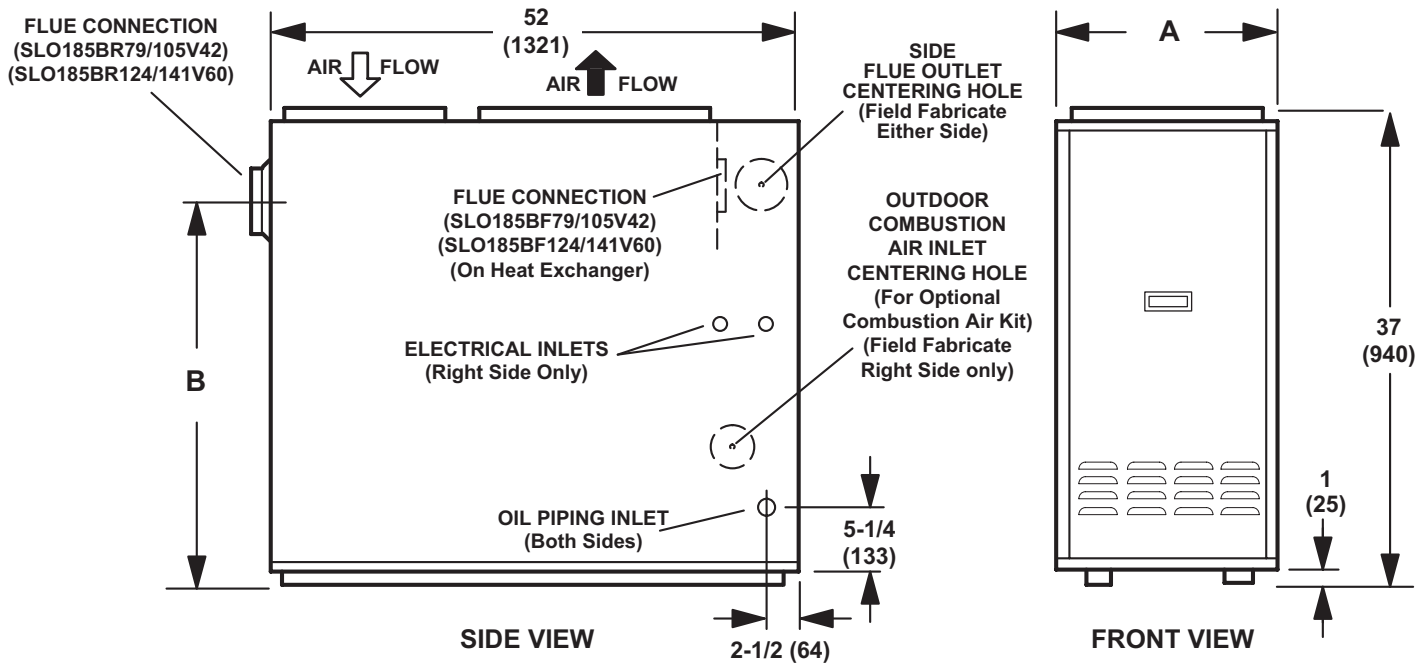 FLUE CONNECTION
(SLO185BR79/105V42)
(SLO185BR124/141V60)
52
(1321)
AIR FLOW
AIR FLOW
SIDE
FLUE OUTLET
CENTERING HOLE
(Field Fabricate
Either Side)
FLUE CONNECTION
(SLO185BF79/105V42)
(SLO185BF124/141V60)
(On Heat Exchanger)
OUTDOOR
COMBUSTION
AIR INLET
CENTERING HOLE
(For Optional
Combustion Air Kit)
(Field Fabricate
Right Side only)
ELECTRICAL INLETS
(Right Side Only)
B
OIL PIPING INLET
(Both Sides)
5-1/4
(133)
2-1/2 (64)
SIDE VIEW
A
37
(940)
1
(25)
FRONT VIEW